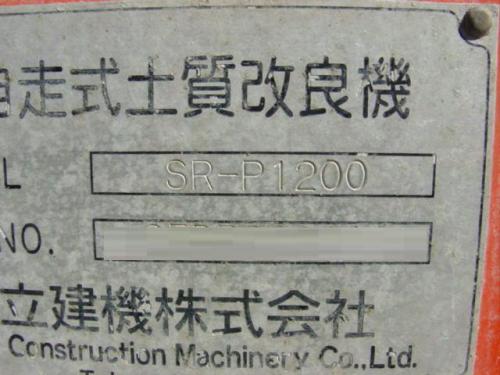 自走式土質改良機
L SR-P1200
NO.
立建機株式会社
Construction Machinery Co.,Ltd.